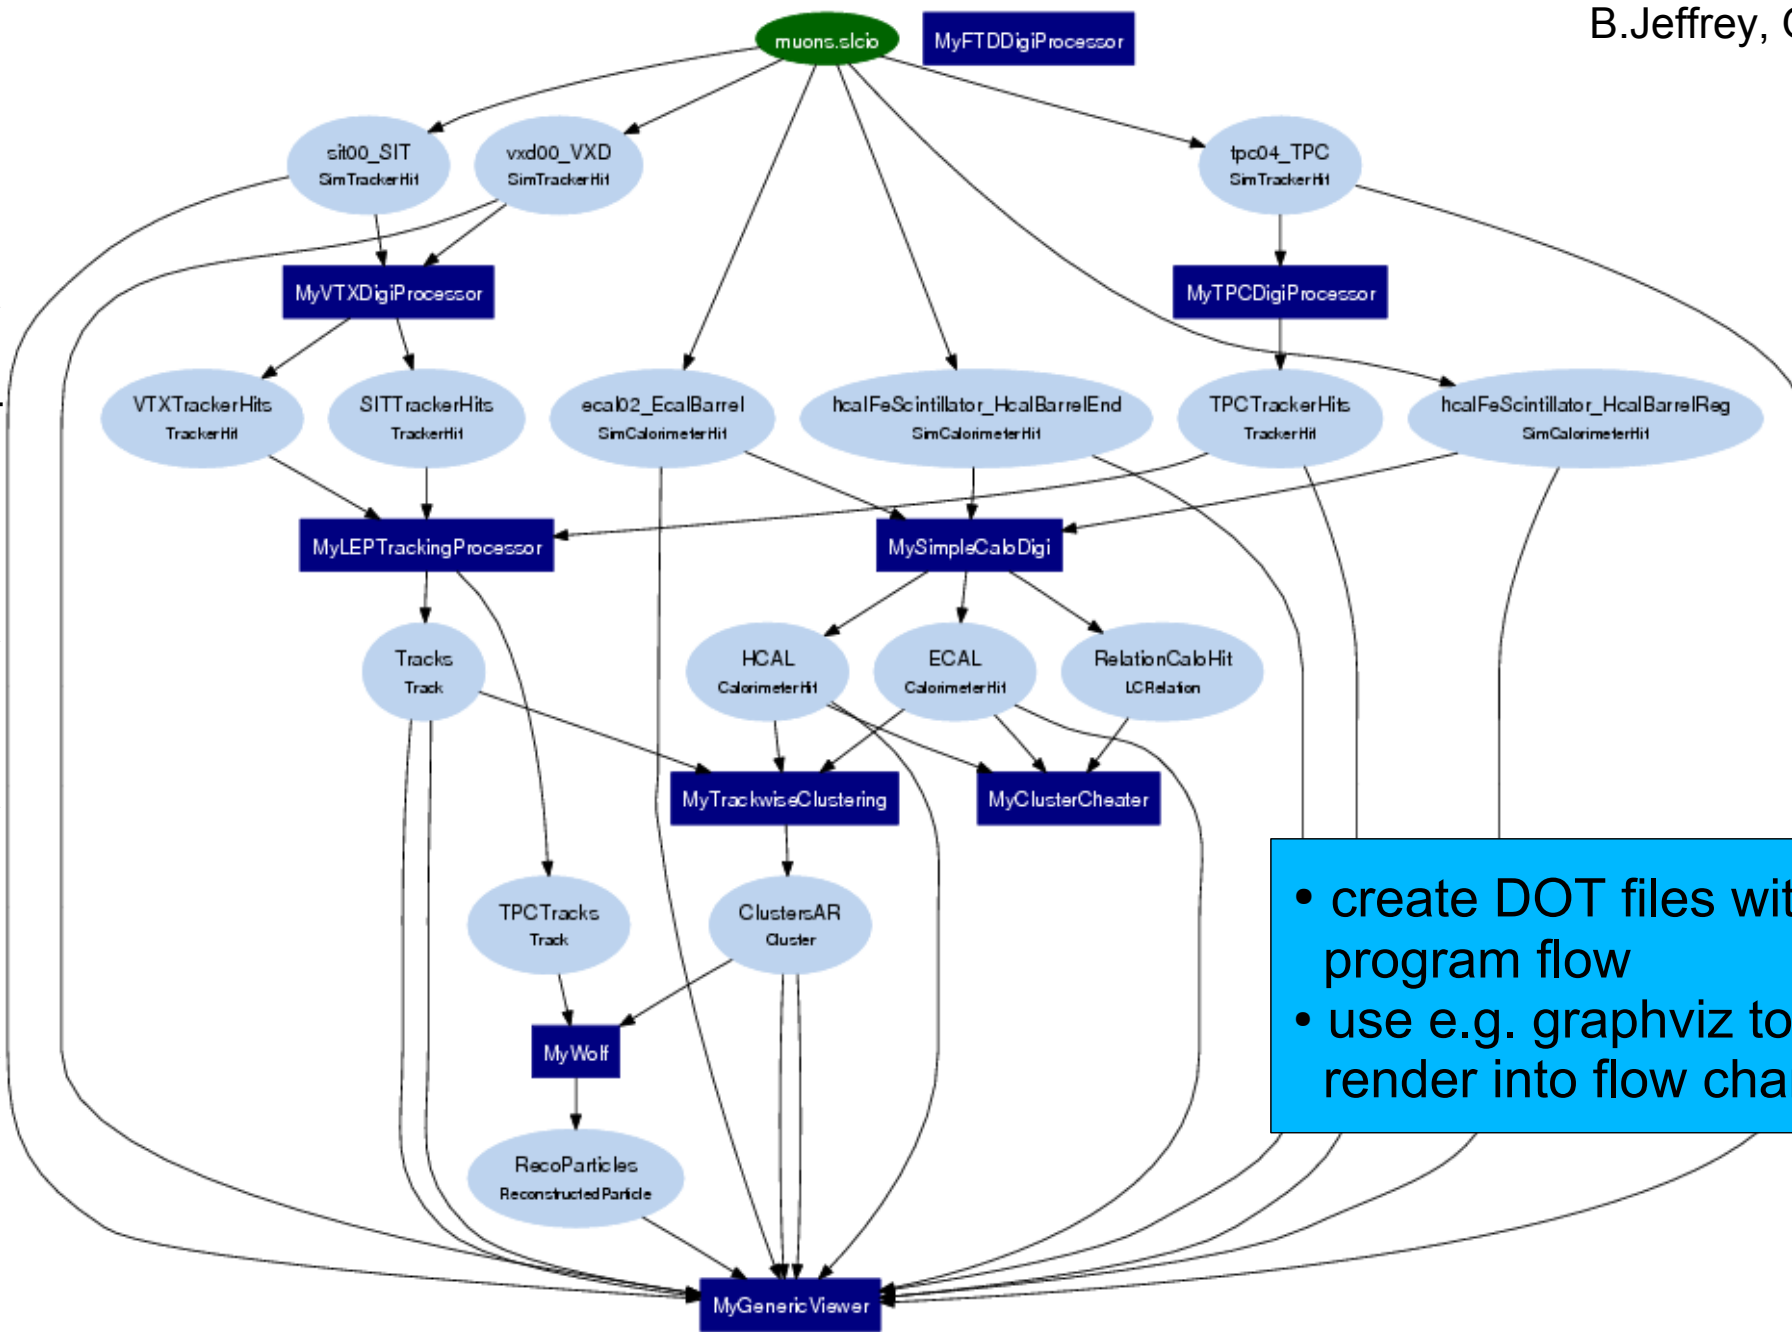 B.Jeffrey,
muons.slcio
MyFTDDigiProcessor
sit00_SIT
SimTrackerHit
vxd00_VXD
SimTrackerHit
tpc04_TPC
SimTrackerHit
MyVTXDigiProcessor
MyTPCDigiProcessor
VTXTrackerHits
TrackerHit
SITTrackerHits
TrackerHit
ecal02_EcalBarrel
SimCalorimeterHit
hcalFeScintillator_HcalBarrelEnd
SimCalorimeterHit
TPCTrackerHits
TrackerHit
hcalFeScintillator_HcalBarrelReg
SimCalorimeterHit
MyLEPTrackingProcessor
MySimpleCaloDigi
Tracks
Track
HCAL
CalorimeterHit
ECAL
CalorimeterHit
RelationCaloHit
LCRelation
MyTrackwiseClustering
MyClusterCheater
TPCTracks
Track
ClustersAR
Cluster
• create DOT files
program flow
• use e.g. graphviz to
render into flow
MyWolf
RecoParticles
ReconstructedParticle
MyGenericViewer